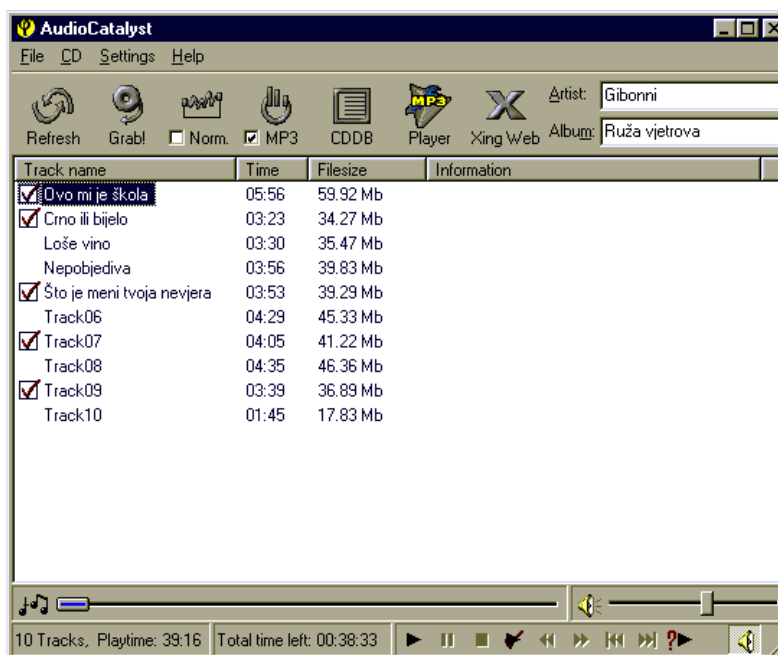 AudioCatalyst
File CD Settings Help
Refresh Grab! Norm. MP3 CDDB MP3 Player Xing Web
Artist: Gibonni
Album: Ruža vjetrova
Track name Time Filesize Information
Ovo mi je škola 05:56 59.92 Mb
Crno ili bijelo 03:23 34.27 Mb
Loše vino 03:30 35.47 Mb
Nepobjediva 03:56 39.83 Mb
Što je meni tvoja nevjera 03:53 39.29 Mb
Track06 04:29 45.33 Mb
Track07 04:05 41.22 Mb
Track08 04:35 46.36 Mb
Track09 03:39 36.89 Mb
Track10 01:45 17.83 Mb
10 Tracks, Playtime: 39:16 Total time left: 00:38:33